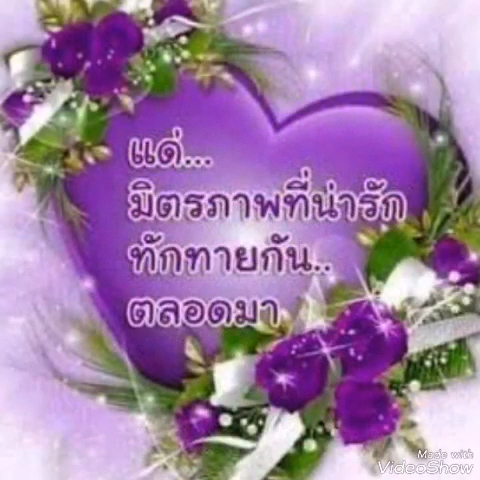 แด่...
มิตรภาพที่น่ารัก
ทักทายกัน..
ตลอดมา
Made with
VideoShow